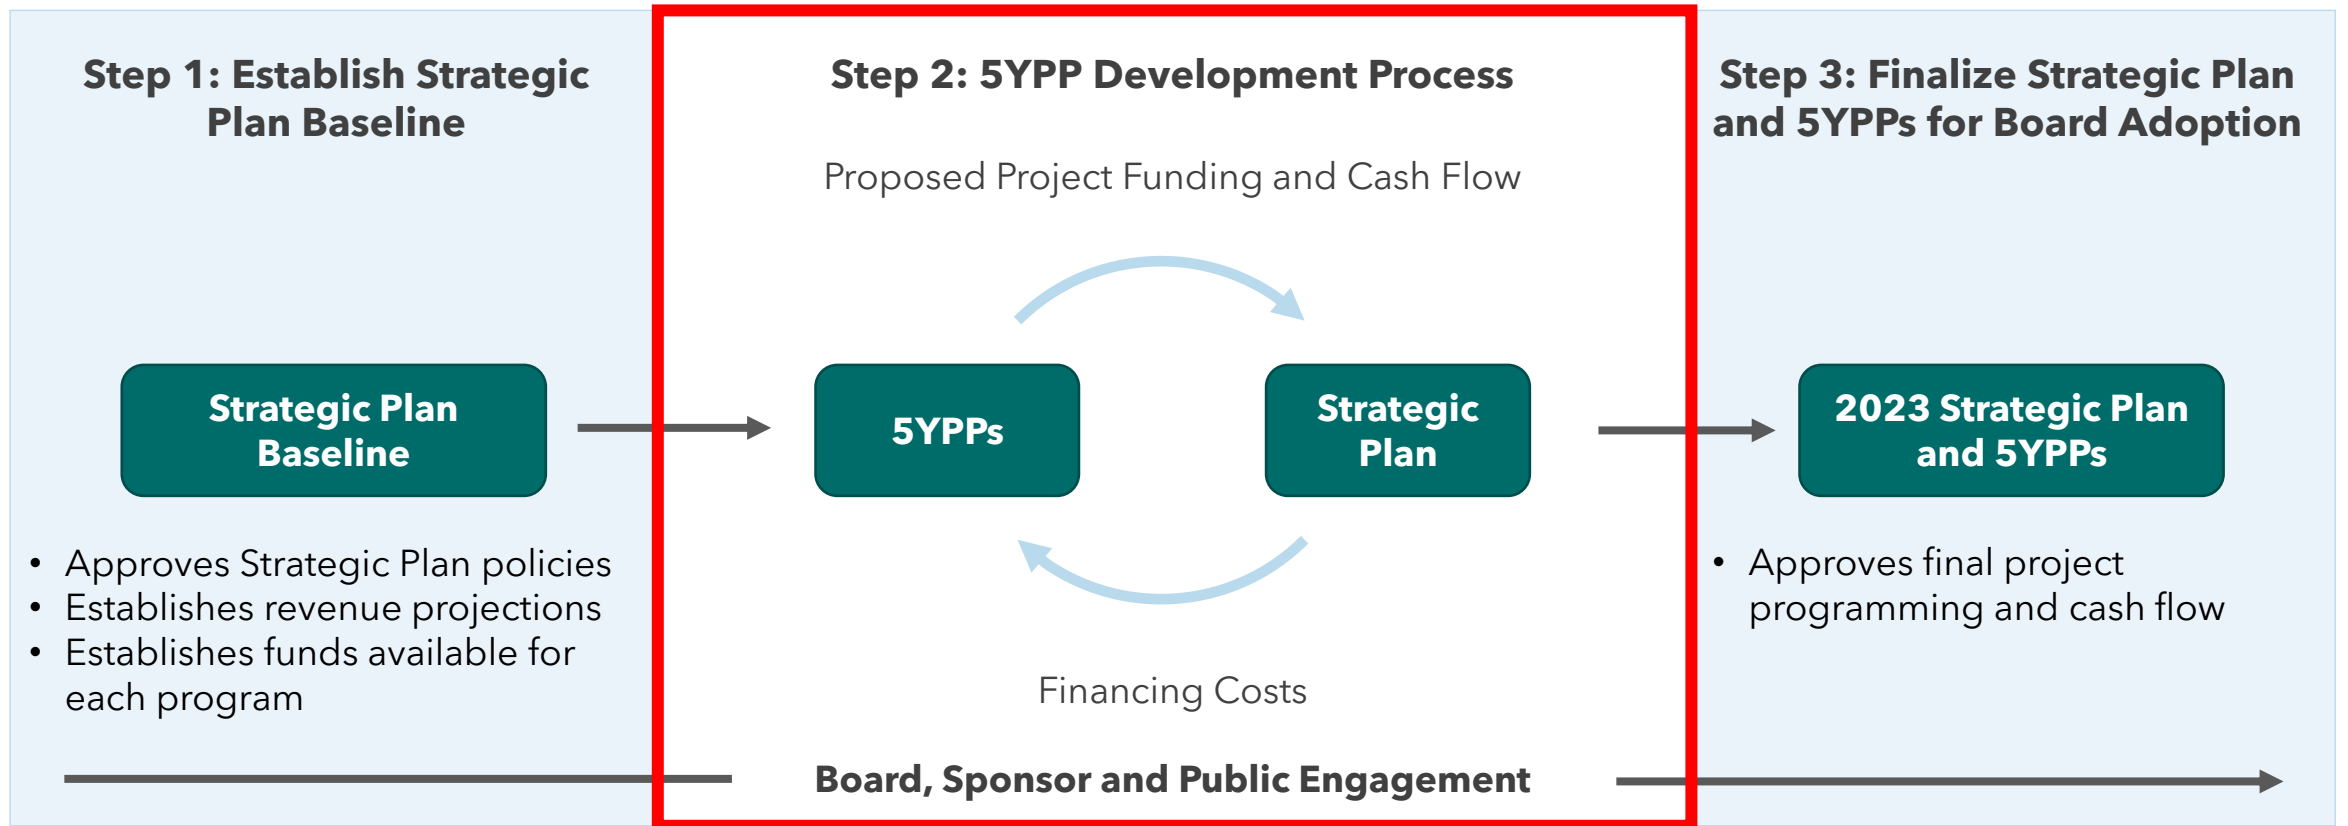 Step 1: Establish Strategic
Plan Baseline
Strategic Plan
Baseline
• Approves Strategic Plan policies
• Establishes revenue projections
• Establishes funds available for
each program
Step 2: 5YPP Development Process
Proposed Project Funding and Cash Flow
5YPPs
Strategic
Plan
Financing Costs
Board, Sponsor and Public Engagement
Step 3: Finalize Strategic Plan
and 5YPPs for Board Adoption
2023 Strategic Plan
and 5YPPs
• Approves final project
programming and cash flow